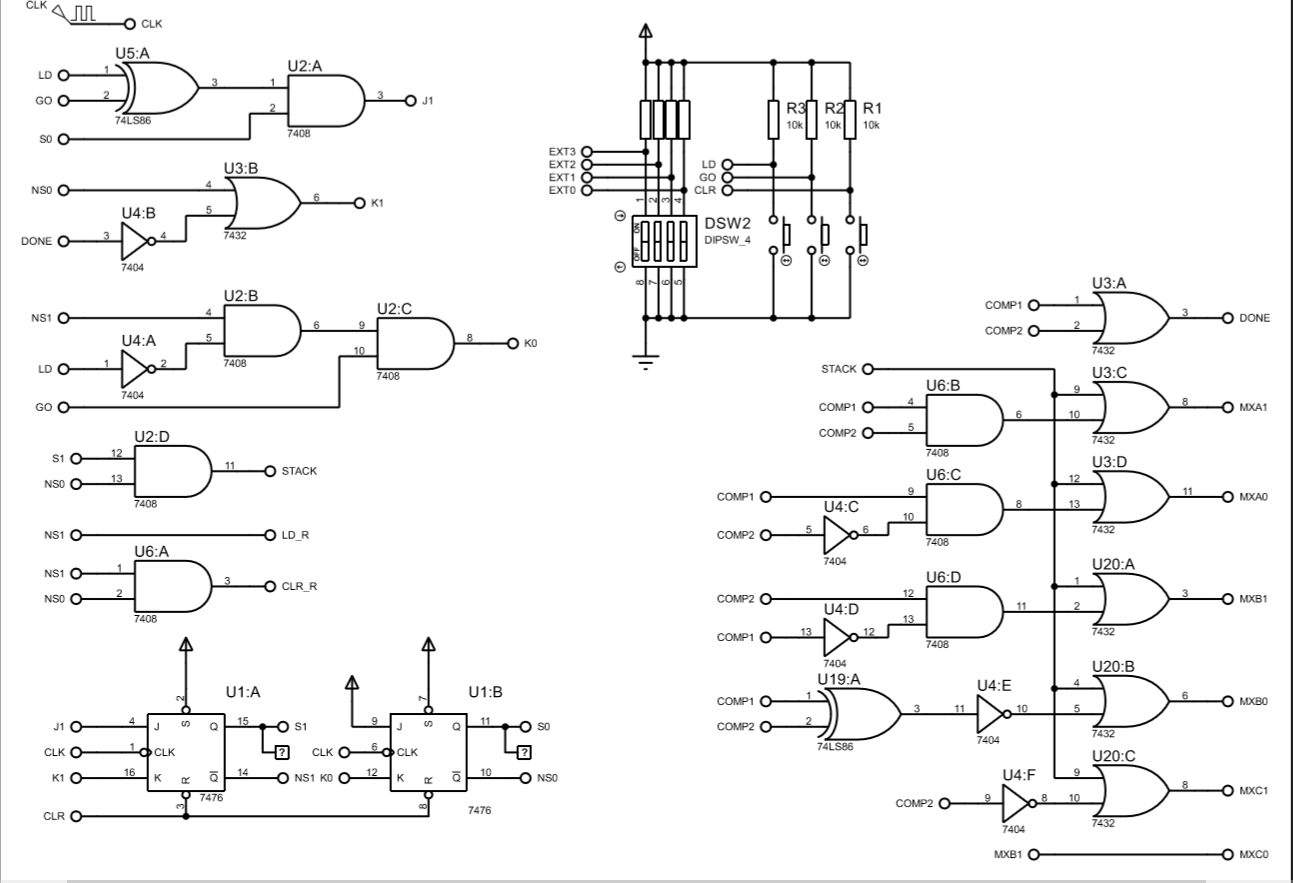 CLK
CLK
U5:A
LD 1
GO 2
3
74LS86
U2:A
1
2
3 J1
7408
S0
U3:B
NS0 4
5
6 K1
7432
U4:B
DONE 3 4
7404
U2:B
NS1 4
5
6
7408
U2:C
9
10
8 K0
7408
U4:A
LD 1 2
7404
GO
U2:D
S1 12
NS0 13
11 STACK
7408
NS1 LD_R
U6:A
NS1 1
NS0 2
3 CLR_R
7408
U1:A
2
S
J1 4 J Q 15 S1
CLK 1 CLK ?
K1 16 K Q 14 NS1
R
3
7476
CLR
U1:B
7
S
9 J Q 11 S0
CLK 6 CLK ?
K0 12 K Q 10 NS0
R
8
7476
R3
10k
R2
10k
R1
10k
EXT3
EXT2
EXT1
EXT0
LD
GO
CLR
1 2 3 4
ON
OFF
8 7 6 5
DSW2
DIPSW_4
U3:A
COMP1 1
COMP2 2
3 DONE
7432
STACK
U6:B
COMP1 4
COMP2 5
6
7408
U3:C
9
10
8 MXA1
7432
U6:C
COMP1 9
10
8
7408
U4:C
COMP2 5 6
7404
U3:D
12
13
11 MXA0
7432
U6:D
COMP2 12
13
11
7408
U4:D
COMP1 13 12
7404
U20:A
1
2
3 MXB1
7432
U19:A
COMP1 1
COMP2 2
3
74LS86
U4:E
11 10
7404
U20:B
4
5
6 MXB0
7432
U4:F
COMP2 9 8
7404
U20:C
9
10
8 MXC1
7432
MXB1 MXC0